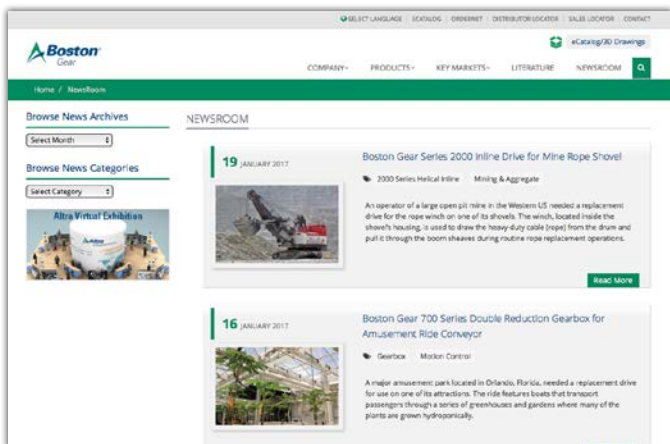 SELECT LANGUAGE | ECATALOG | ORDERNET | DISTRIBUTOR LOCATOR | SALES LOCATOR | CONTACT
Boston
Gear
eCatalog/3D Drawings
COMPANY PRODUCTS KEY MARKETS LITERATURE NEWSROOM
Home / NewsRoom
Browse News Archives
Select Month
Browse News Categories
Select Category
Altra Virtual Exhibition
Altra
NEWSROOM
19 JANUARY 2017
Boston Gear Series 2000 Inline Drive for Mine Rope Shovel
2000 Series Helical Inline Mining & Aggregate
An operator of a large open pit mine in the Western US needed a replacement
drive for the rope winch on one of its shovels. The winch, located inside the
shovel's housing, is used to draw the heavy-duty cable (rope) from the drum and
pull it through the boom sheaves during routine rope replacement operations.
Read More
16 JANUARY 2017
Boston Gear 700 Series Double Reduction Gearbox for
Amusement Ride Conveyor
Gearbox Motion Control
A major amusement park located in Orlando, Florida, needed a replacement drive
for use on one of its attractions. The ride features boats that transport
passengers through a series of greenhouses and gardens where many of the
plants are grown hydroponically.